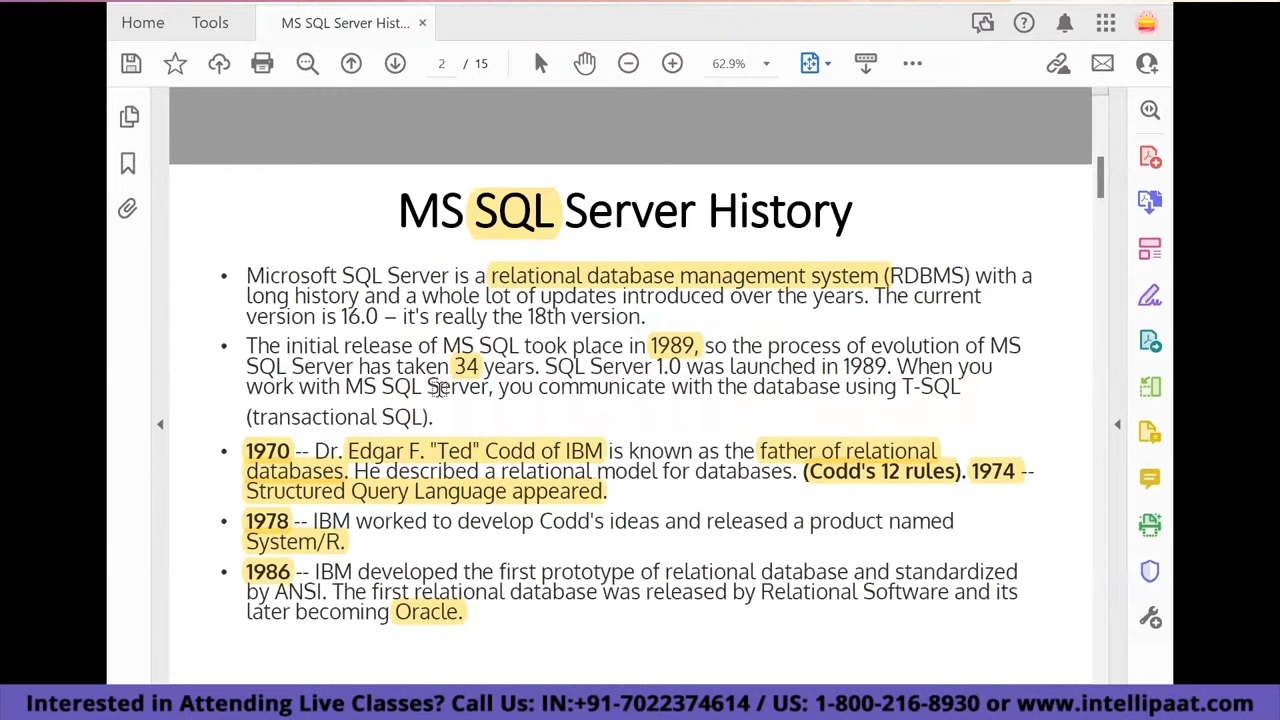 Home Tools MS SQL Server Hist... ×
2 / 15 62.9%
MS SQL Server History
• Microsoft SQL Server is a relational database management system (RDBMS) with a
long history and a whole lot of updates introduced over the years. The current
version is 16.0 – it's really the 18th version.
• The initial release of MS SQL took place in 1989, so the process of evolution of MS
SQL Server has taken 34 years. SQL Server 1.0 was launched in 1989. When you
work with MS SQL Server, you communicate with the database using T-SQL
(transactional SQL).
• 1970 -- Dr. Edgar F. "Ted" Codd of IBM is known as the father of relational
databases. He described a relational model for databases. (Codd's 12 rules). 1974 --
Structured Query Language appeared.
• 1978 -- IBM worked to develop Codd's ideas and released a product named
System/R.
• 1986 -- IBM developed the first prototype of relational database and standardized
by ANSI. The first relational database was released by Relational Software and its
later becoming Oracle.
Interested in Attending Live Classes? Call Us: IN:+91-7022374614 / US: 1-800-216-8930 or www.intellipaat.com